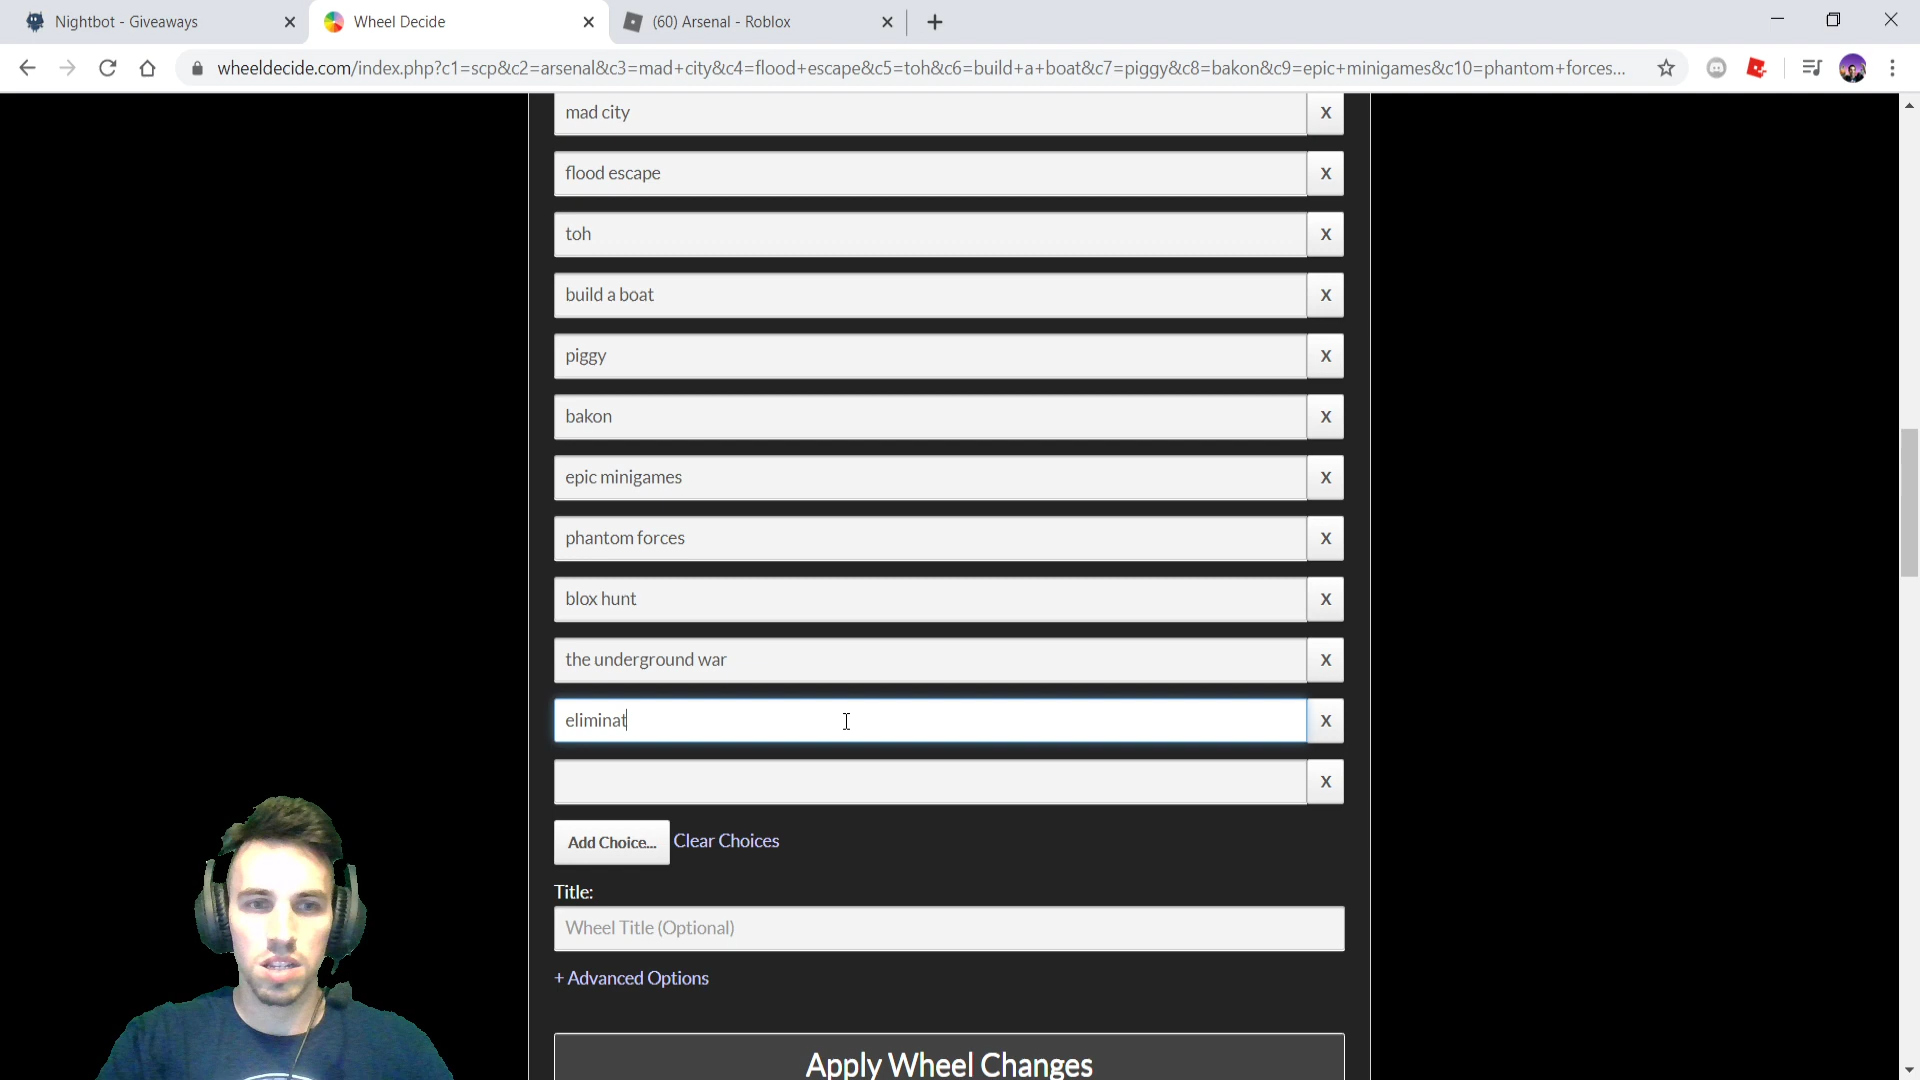 Nightbot - Giveaways
Wheel Decide
(60) Arsenal - Roblox
wheeldecide.com/index.php?c1=scp&c2=arsenal&c3=mad+city&c4=flood+escape&c5=toh&c6=build+a+boat&c7=piggy&c8=bakon&c9=epic+minigames&c10=phantom+forces...
mad city X
flood escape X
toh X
build a boat X
piggy X
bakon X
epic minigames X
phantom forces X
blox hunt X
the underground war X
eliminat X
X
Add Choice... Clear Choices
Title:
Wheel Title (Optional)
+ Advanced Options
Apply Wheel Changes